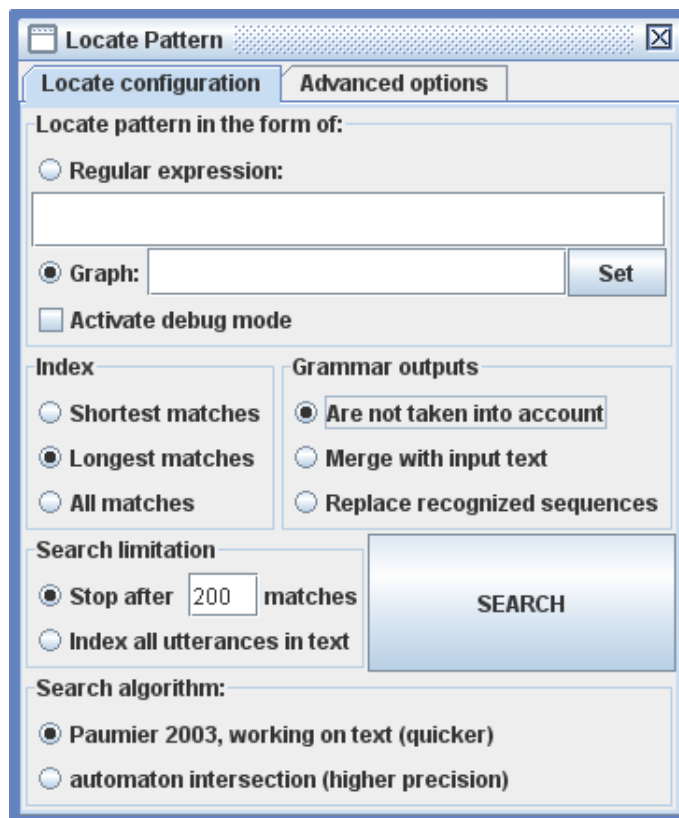 Locate Pattern
Locate configuration Advanced options
Locate pattern in the form of:
Regular expression:
Graph: Set
Activate debug mode
Index
Shortest matches
Longest matches
All matches
Grammar outputs
Are not taken into account
Merge with input text
Replace recognized sequences
Search limitation
Stop after 200 matches
Index all utterances in text
SEARCH
Search algorithm:
Paumier 2003, working on text (quicker)
automaton intersection (higher precision)